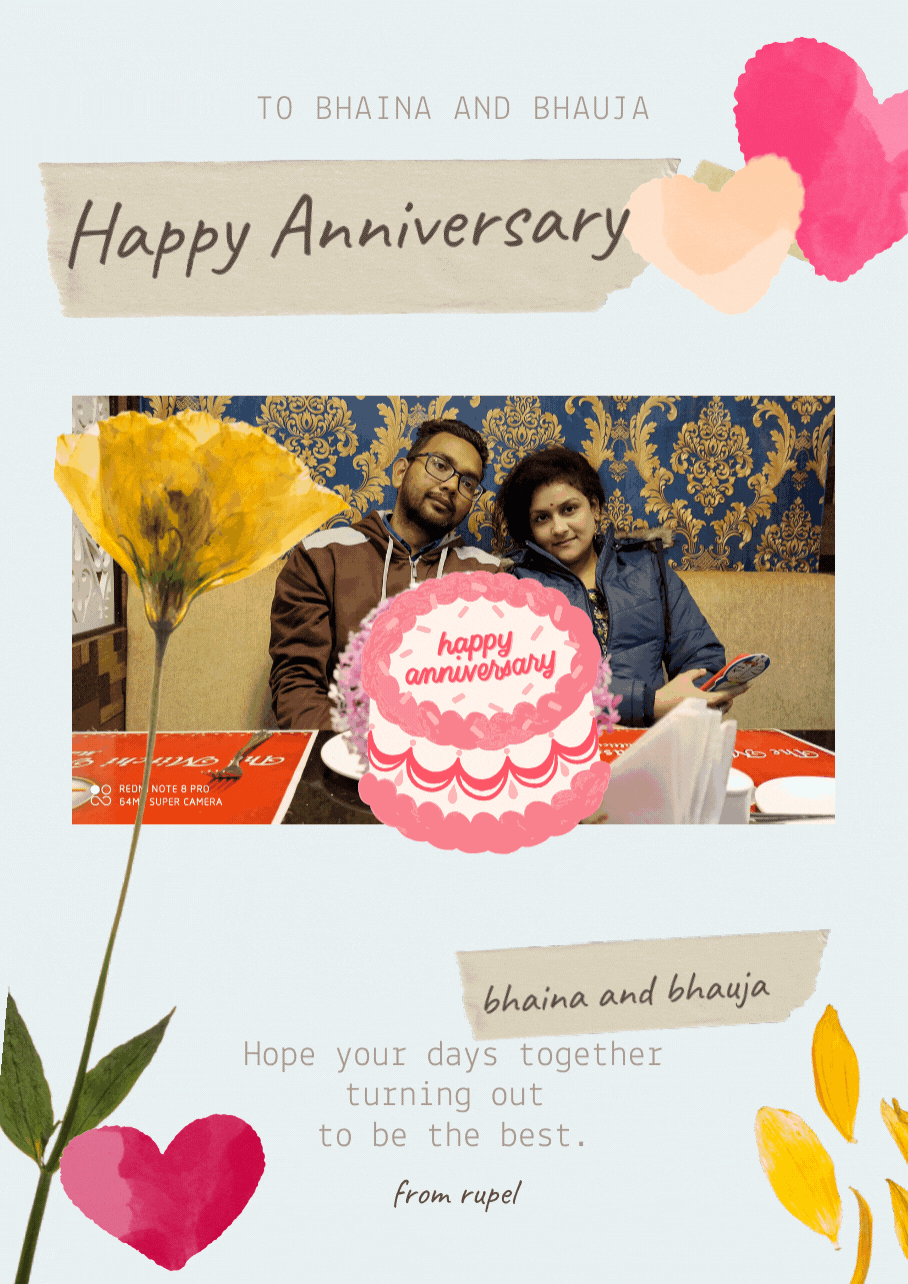 TO BHAINA AND BHAUJA
Happy Anniversary
happy
anniversary
REDMI NOTE 8 PRO
64MP SUPER CAMERA
bhaina and bhauja
Hope your days together
turning out
to be the best.
from rupel